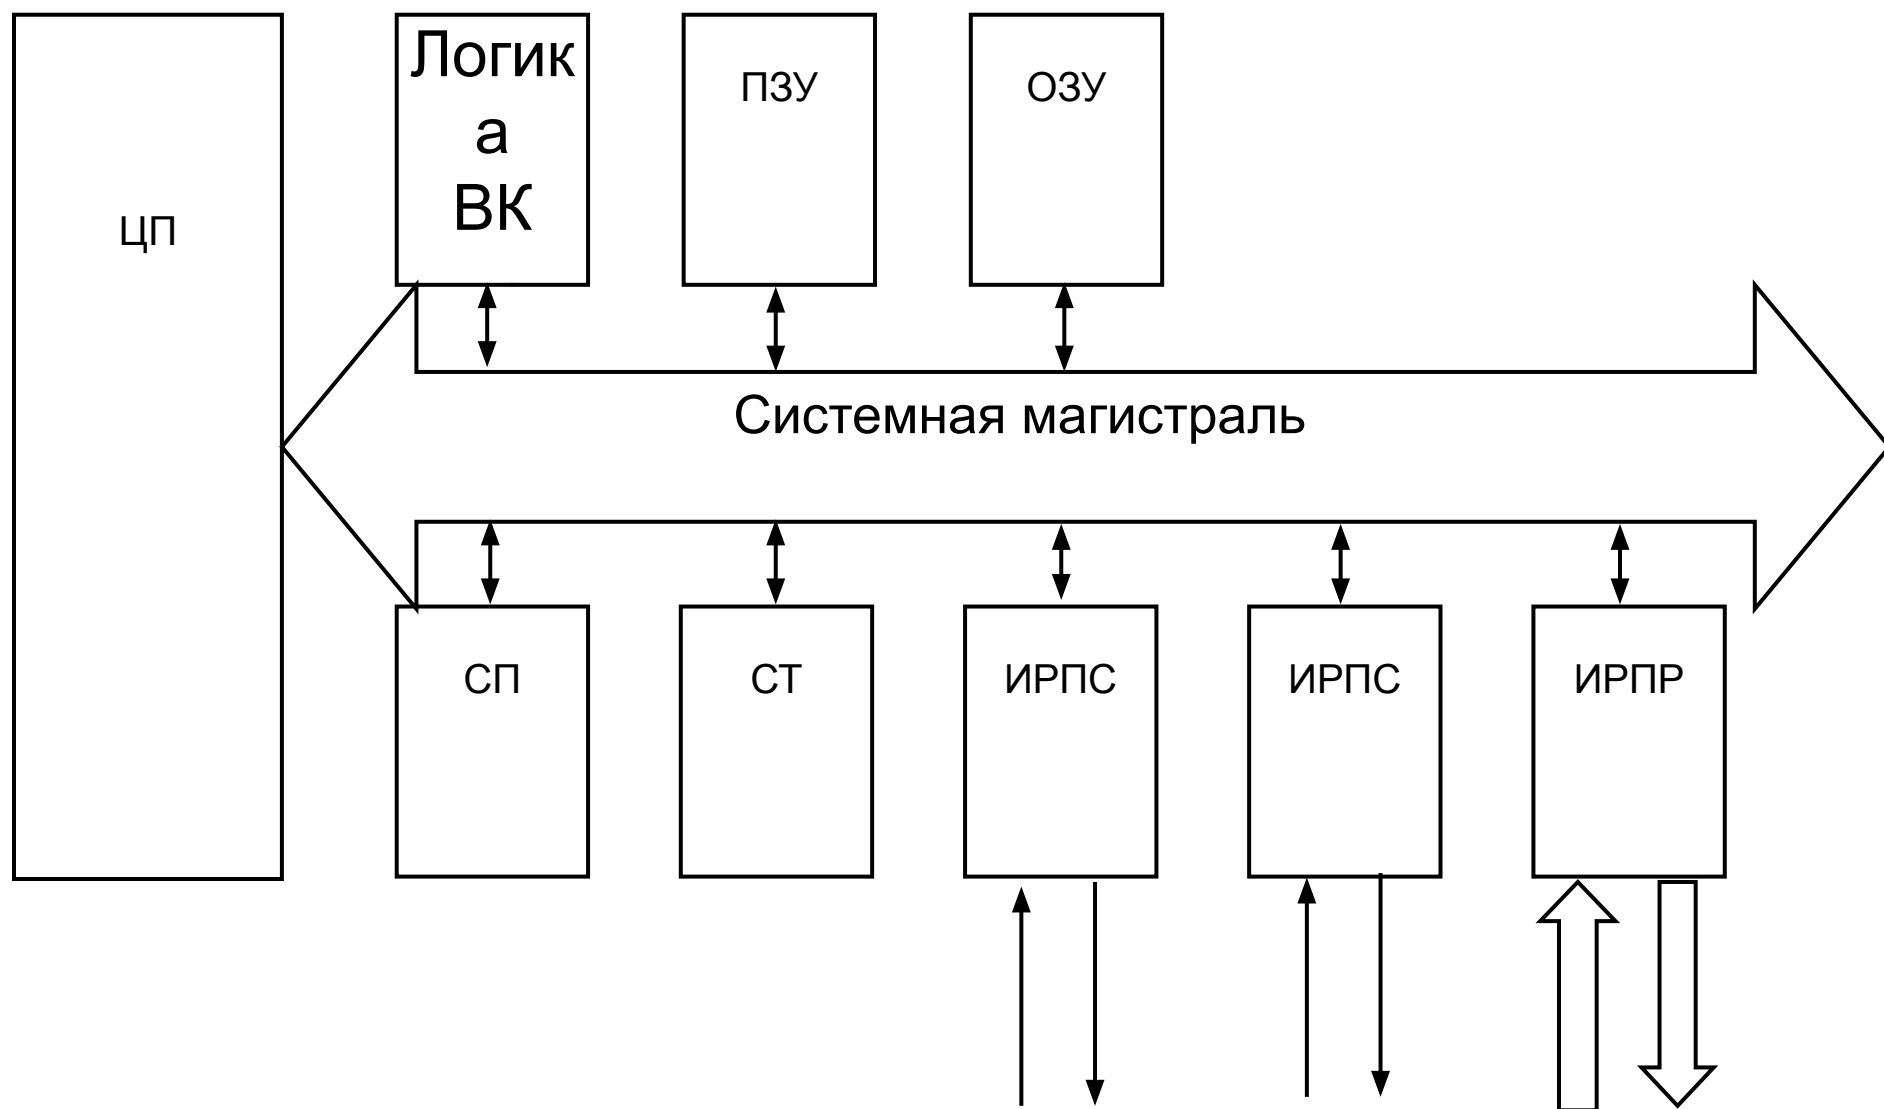 Логик
а
ВК
ПЗУ
ОЗУ
ЦП
Системная магистраль
СП
СТ
ИРПС
ИРПС
ИРПР